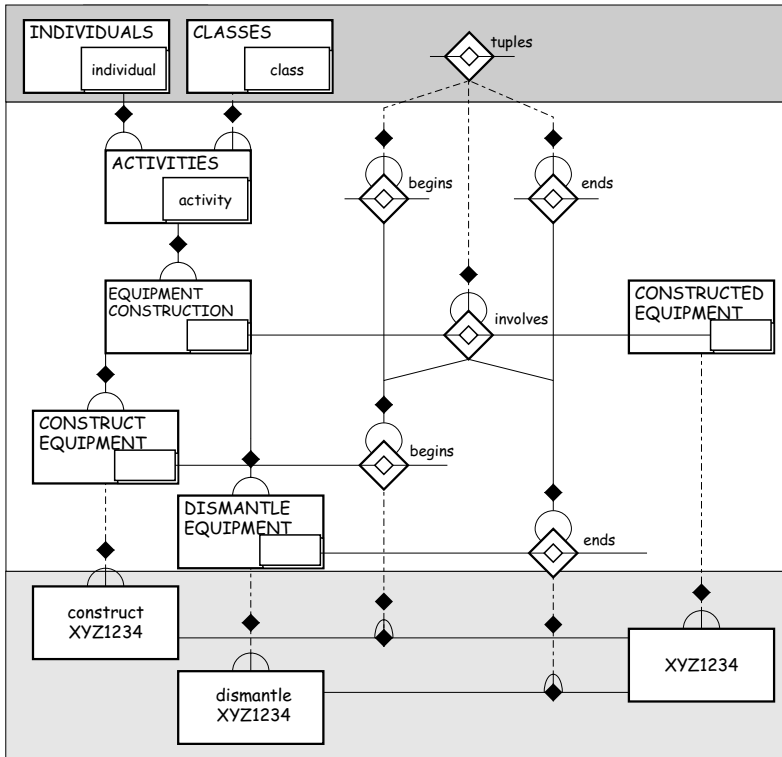 INDIVIDUALS
individual
CLASSES
class
tuples
ACTIVITIES
activity
begins
ends
EQUIPMENT
CONSTRUCTION
involves
CONSTRUCTED
EQUIPMENT
CONSTRUCT
EQUIPMENT
begins
DISMANTLE
EQUIPMENT
ends
construct
XYZ1234
dismantle
XYZ1234
XYZ1234